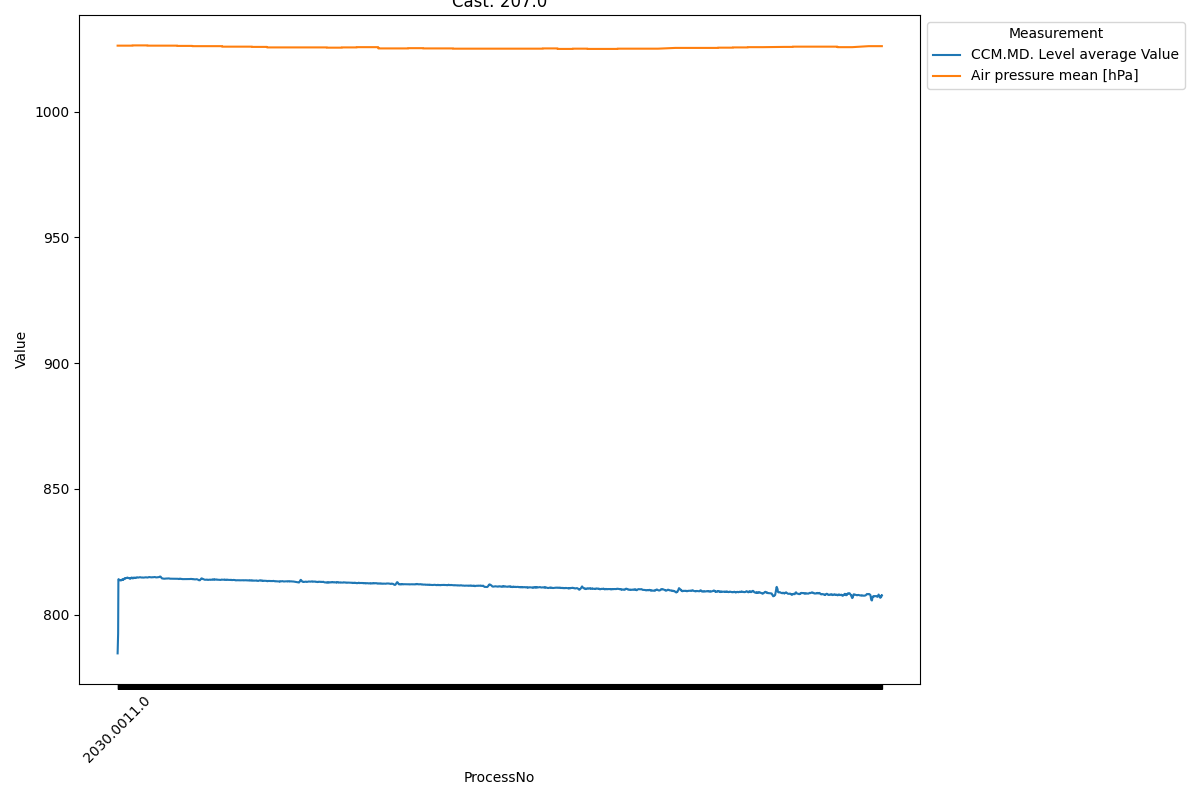 Cast: 207.0
Measurement
CCM.MD. Level average Value
Air pressure mean [hPa]
1000
950
900
850
800
Value
2030.0011.0
ProcessNo